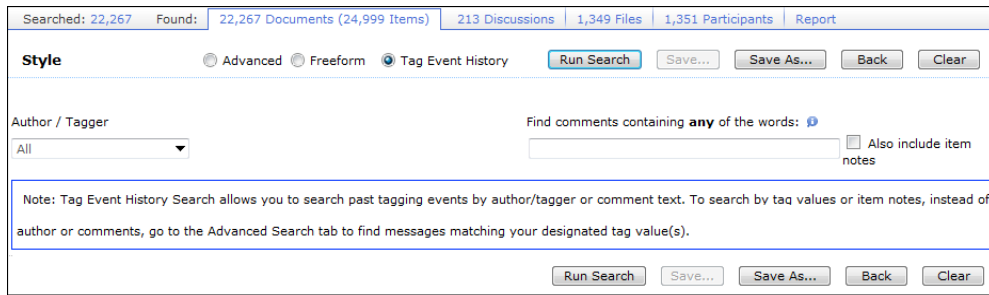 Searched: 22,267 Found: 22,267 Documents (24,999 Items) 213 Discussions 1,349 Files 1,351 Participants Report
Style Advanced Freeform Tag Event History Run Search Save... Save As... Back Clear
Author / Tagger Find comments containing any of the words:
All Also include item
notes
Note: Tag Event History Search allows you to search past tagging events by author/tagger or comment text. To search by tag values or item notes, instead of
author or comments, go to the Advanced Search tab to find messages matching your designated tag value(s).
Run Search Save... Save As... Back Clear